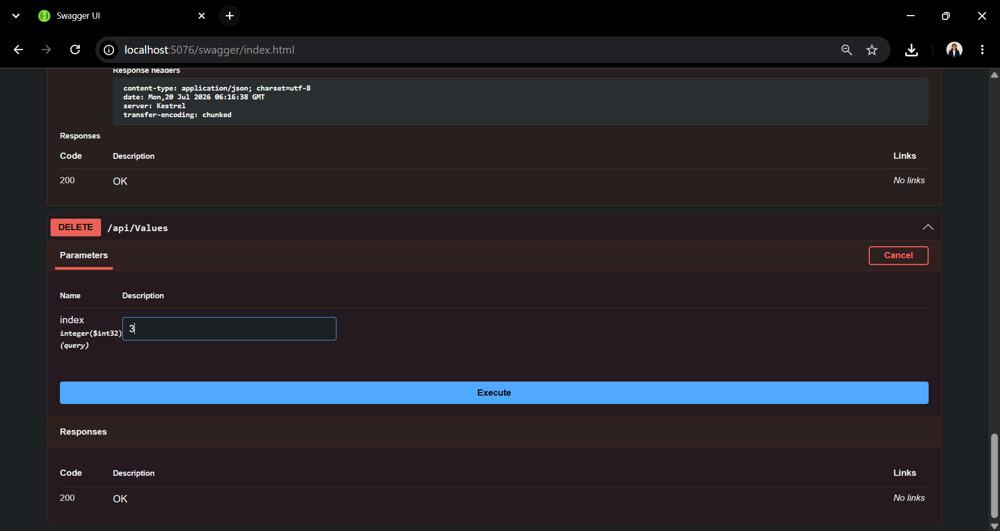 Swagger UI
localhost:5076/swagger/index.html
Response headers
content-type: application/json; charset=utf-8
date: Mon,20 Jul 2026 06:16:38 GMT
server: Kestrel
transfer-encoding: chunked
Responses
Code Description Links
200 OK No links
DELETE /api/Values
Parameters Cancel
Name Description
index
integer($int32)
(query)
3
Execute
Responses
Code Description Links
200 OK No links